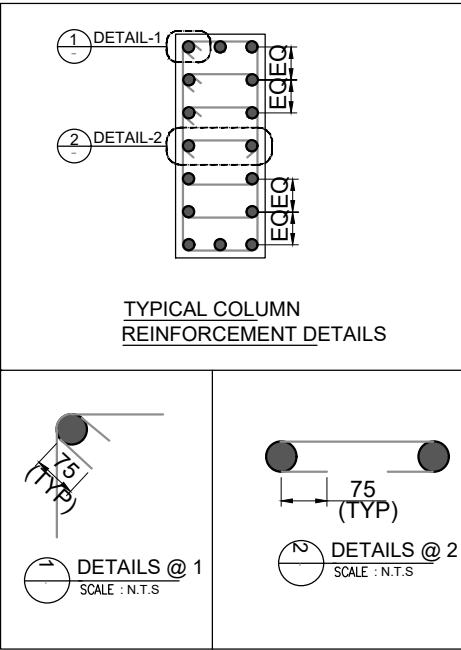 1
-
DETAIL-1
EQ
EQ
2
-
DETAIL-2
EQ
EQ
TYPICAL COLUMN
REINFORCEMENT DETAILS
75
(TYP)
1
-
DETAILS @ 1
SCALE : N.T.S
75
(TYP)
2
-
DETAILS @ 2
SCALE : N.T.S